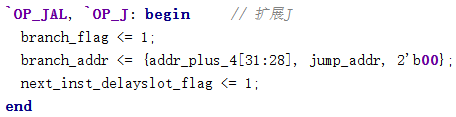 `OP_JAL, `OP_J: begin    // 扩展J
  branch_flag <= 1;
  branch_addr <= {addr_plus_4[31:28], jump_addr, 2'b00};
  next_inst_delayslot_flag <= 1;
end